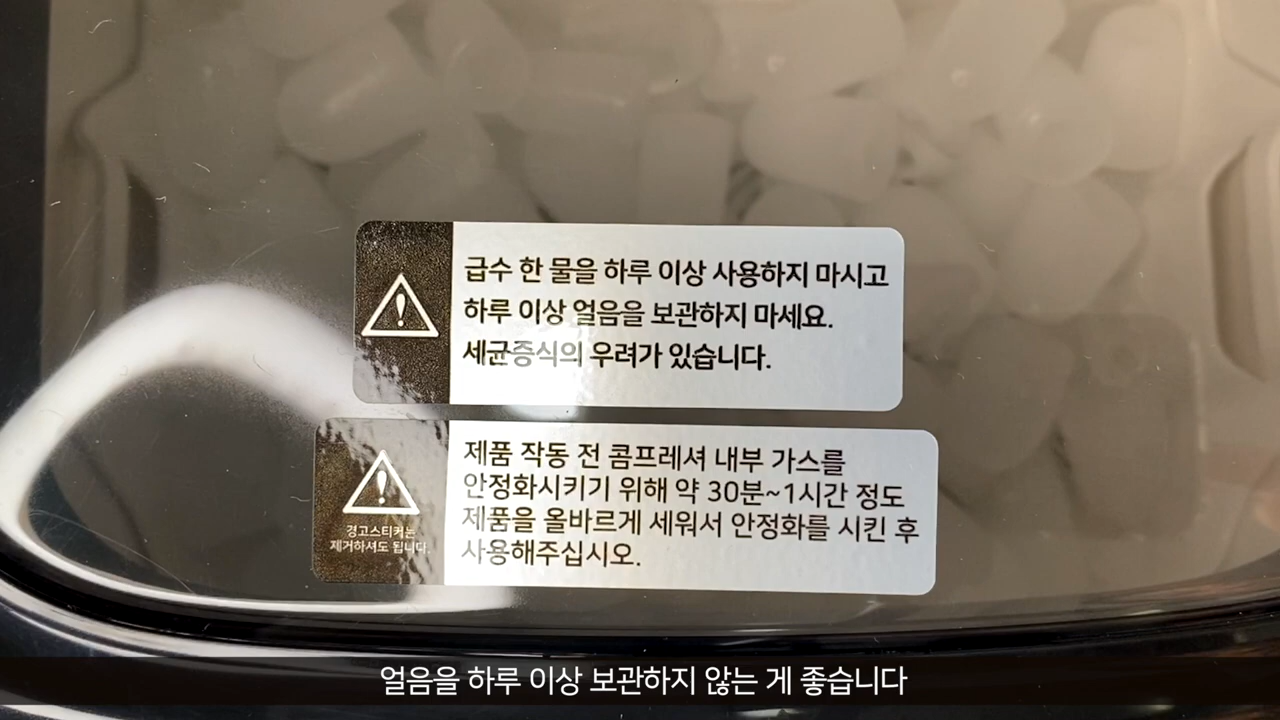 급수 한 물을 하루 이상 사용하지 마시고
하루 이상 얼음을 보관하지 마세요.
세균증식의 우려가 있습니다.
제품 작동 전 콤프레셔 내부 가스를
안정화시키기 위해 약 30분~1시간 정도
제품을 올바르게 세워서 안정화를 시킨 후
사용해주십시오.
경고스티커는
제거하셔도 됩니다.
얼음을 하루 이상 보관하지 않는 게 좋습니다